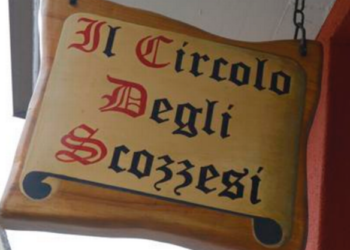 Il Circolo
Degli
Scozzesi